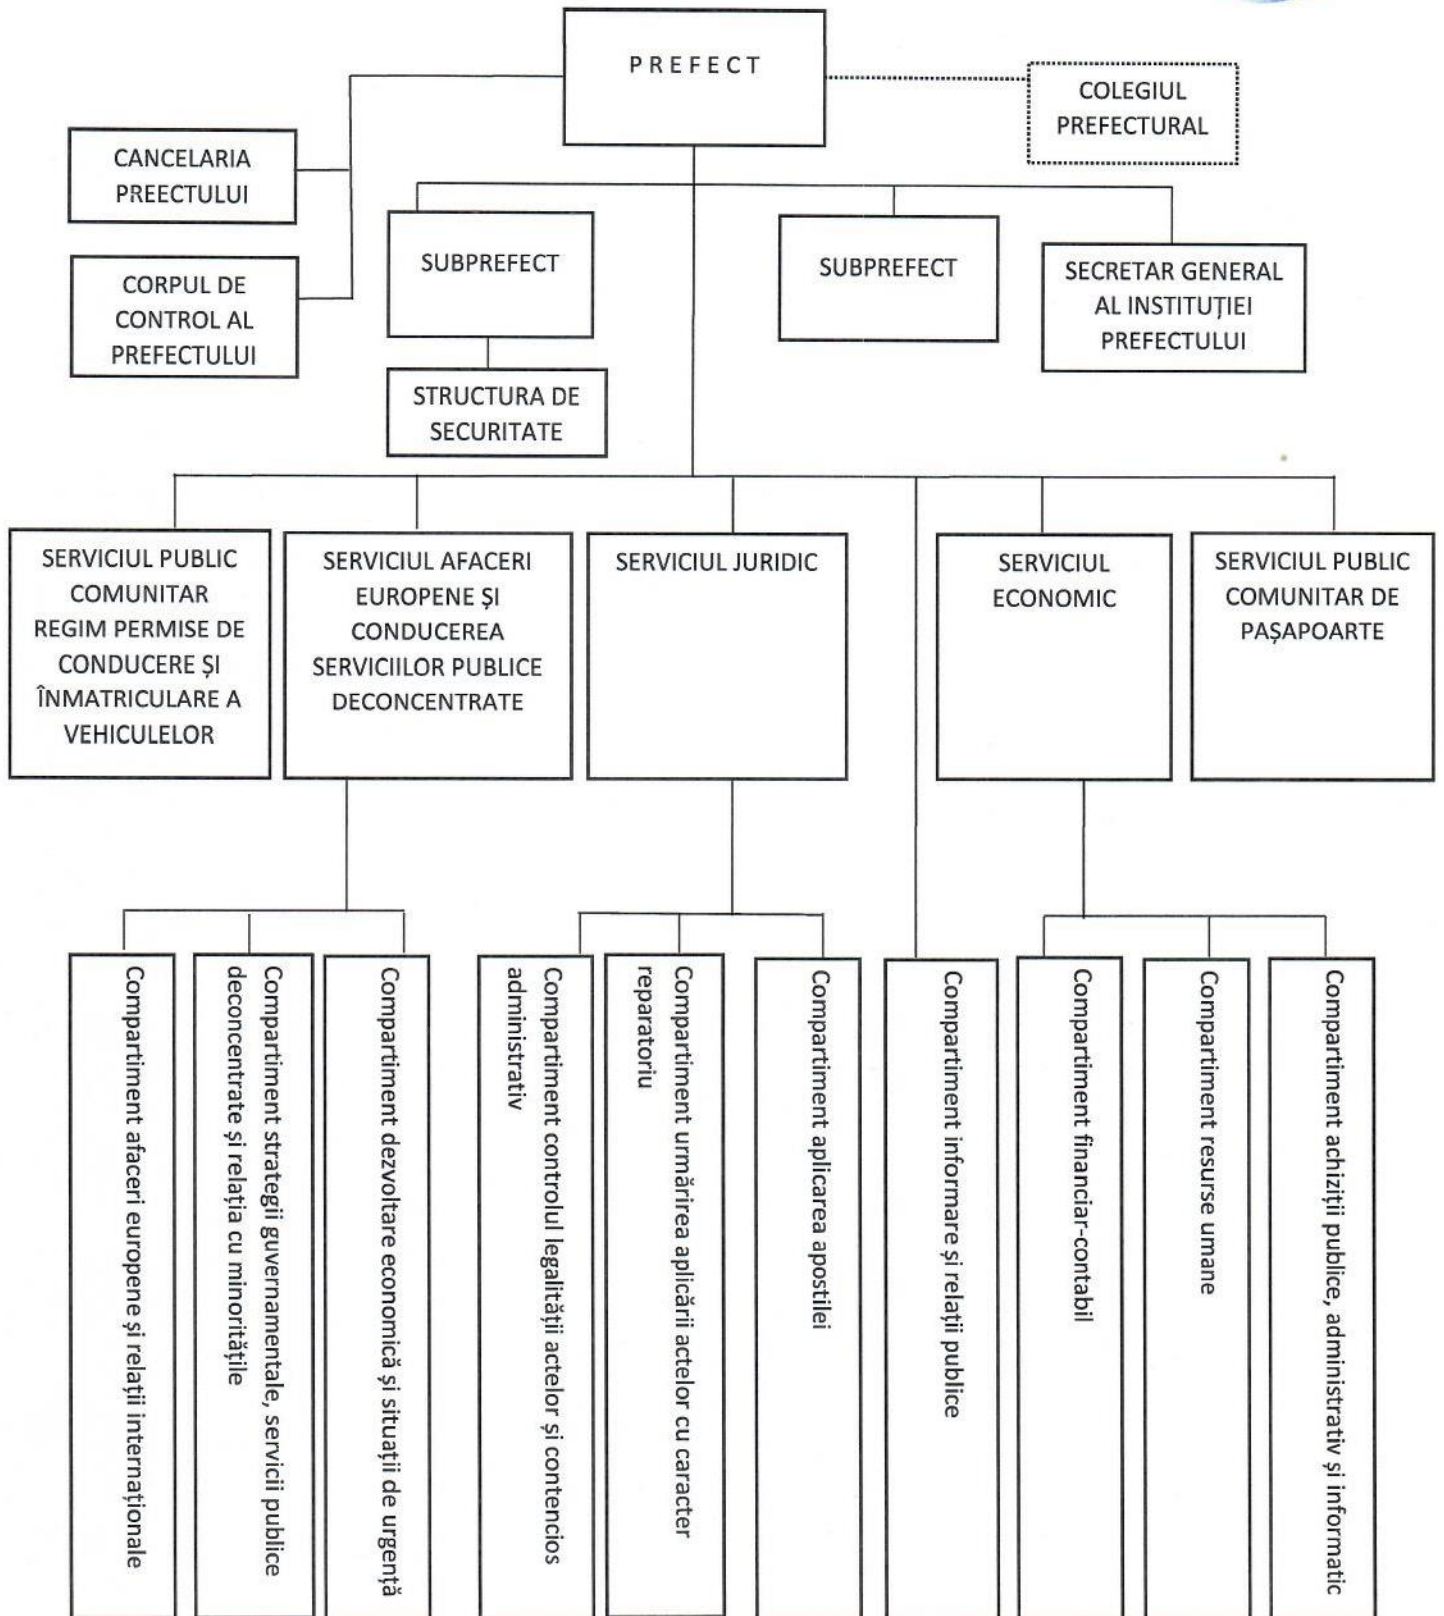 PREFECT
COLEGIUL
PREFECTURAL
CANCELARIA
PREECTULUI
CORPUL DE
CONTROL AL
PREFECTULUI
SUBPREFECT
SUBPREFECT
SECRETAR GENERAL
AL INSTITUȚIEI
PREFECTULUI
STRUCTURA DE
SECURITATE
SERVICIUL PUBLIC
COMUNITAR
REGIM PERMISE DE
CONDUCERE ȘI
ÎNMATRICULARE A
VEHICULELOR
SERVICIUL AFACERI
EUROPENE ȘI
CONDUCEREA
SERVICIILOR PUBLICE
DECONCENTRATE
SERVICIUL JURIDIC
SERVICIUL
ECONOMIC
SERVICIUL PUBLIC
COMUNITAR DE
PAȘAPOARTE
Compartiment afaceri europene și relații internaționale
Compartiment strategii guvernamentale, servicii publice
deconcentrate și relația cu minoritățile
Compartiment dezvoltare economică și situații de urgență
Compartiment controlul legalității actelor și contencios
administrativ
Compartiment urmărirea aplicării actelor cu caracter
reparatoriu
Compartiment aplicarea apostilei
Compartiment informare și relații publice
Compartiment financiar-contabil
Compartiment resurse umane
Compartiment achiziții publice, administrativ și informatic